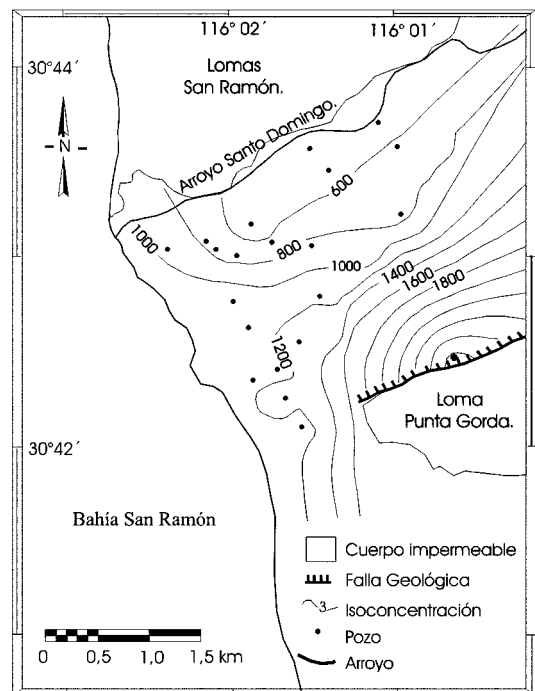 116° 02´
116° 01´
30° 44´
Lomas
San Ramón.
N
Arroyo Santo Domingo.
600
1000
800
1000
1400
1600
1800
1200
Loma
Punta Gorda.
30° 42´
Bahía San Ramón
Cuerpo impermeable
Falla Geológica
3
Isoconcentración
Pozo
Arroyo
0 0,5 1,0 1,5 km